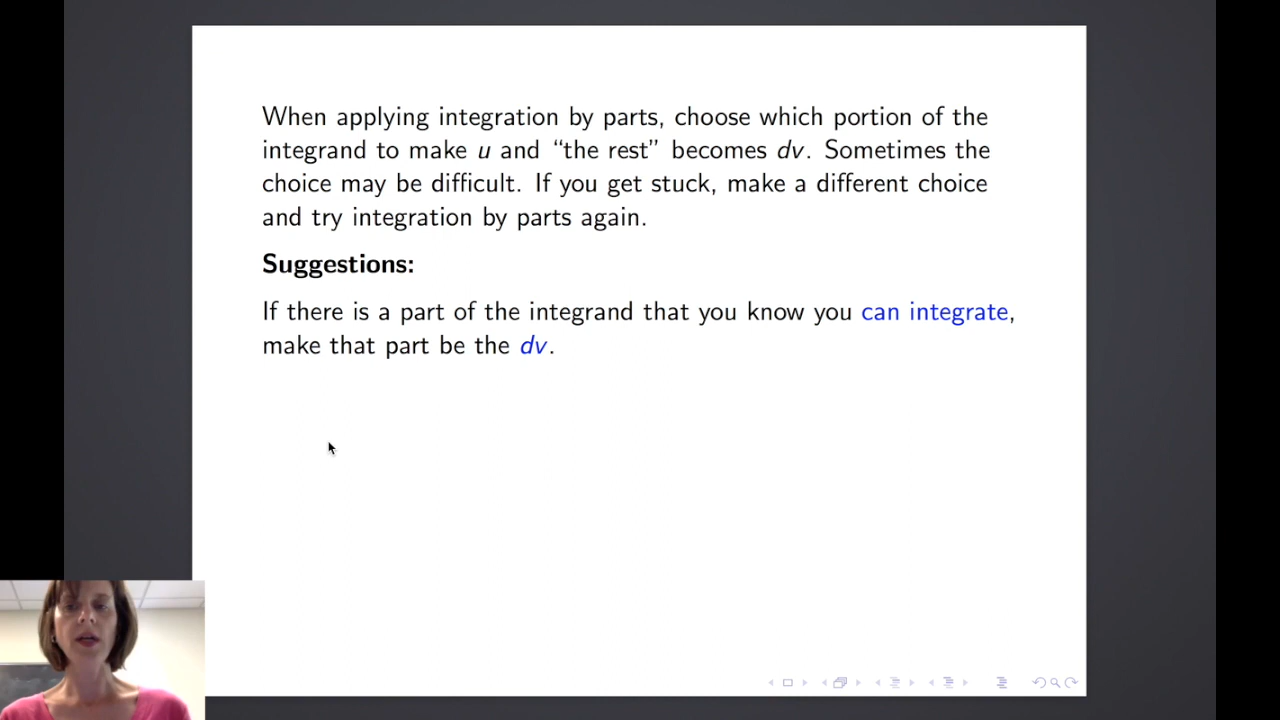 When applying integration by parts, choose which portion of the
integrand to make u and “the rest” becomes dv. Sometimes the
choice may be difficult. If you get stuck, make a different choice
and try integration by parts again.
Suggestions:
If there is a part of the integrand that you know you can integrate,
make that part be the dv.